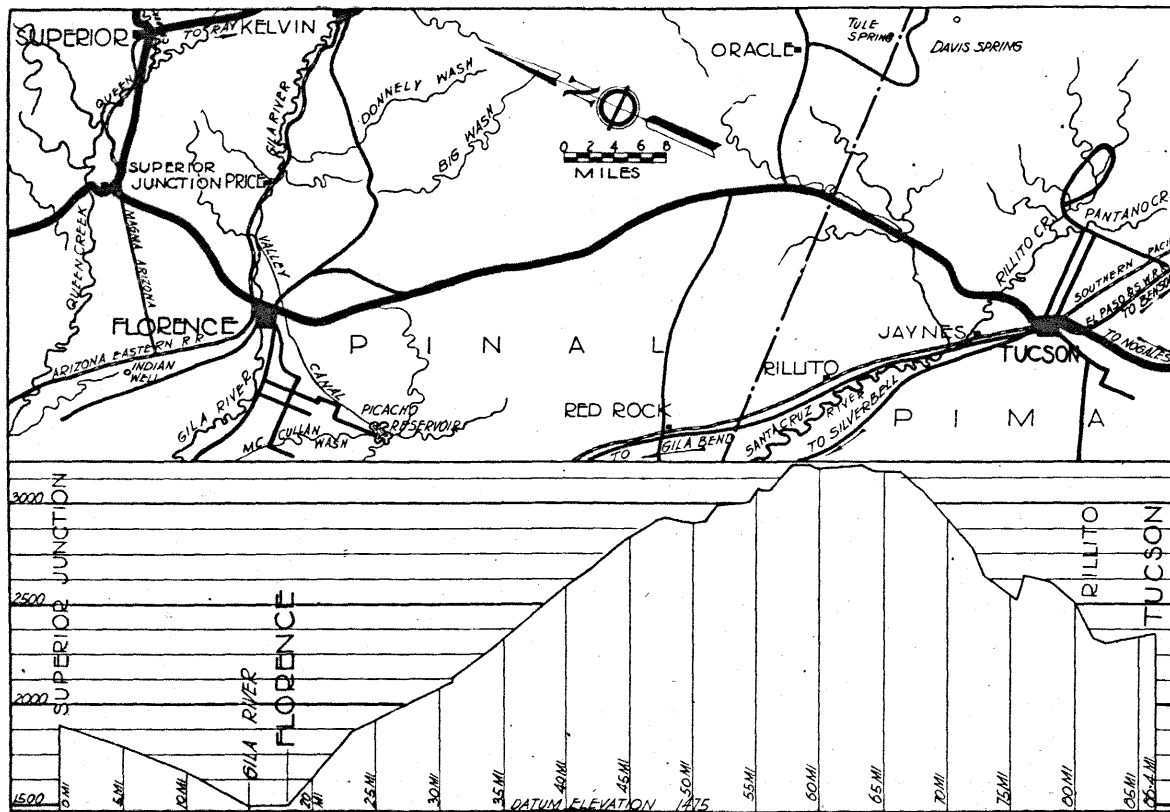 SUPERIOR
TO RAY
KELVIN
QUEEN
GILA RIVER
DONNELY WASH
BIG WASH
N
0 2 4 6 8
MILES
ORACLE
TULE
SPRING
DAVIS SPRING
SUPERIOR
JUNCTION
PRICE
QUEEN CREEK
MAGMA ARIZONA
VALLEY
RILLITO CR.
PANTANO CR.
SOUTHERN PACI
EL PASO & S.W.R.R.
TO BENSON
TO NOGALES
FLORENCE
ARIZONA EASTERN R.R.
INDIAN
WELL
GILA RIVER
CANAL
PICACHO
RESERVOIR
MC. CULLAN
WASH
PINAL
JAYNES
TUCSON
RILLITO
RED ROCK
TO GILA BEND
SANTA CRUZ RIVER
TO SILVERBELL
PIMA
3000
2500
2000
1500
SUPERIOR JUNCTION
GILA RIVER
FLORENCE
RILLITO
TUCSON
0 MI
5 MI
10 MI
20 MI
25 MI
30 MI
35 MI
40 MI
45 MI
50 MI
55 MI
60 MI
65 MI
70 MI
75 MI
80 MI
85 MI
86.4 MI
DATUM ELEVATION 1475